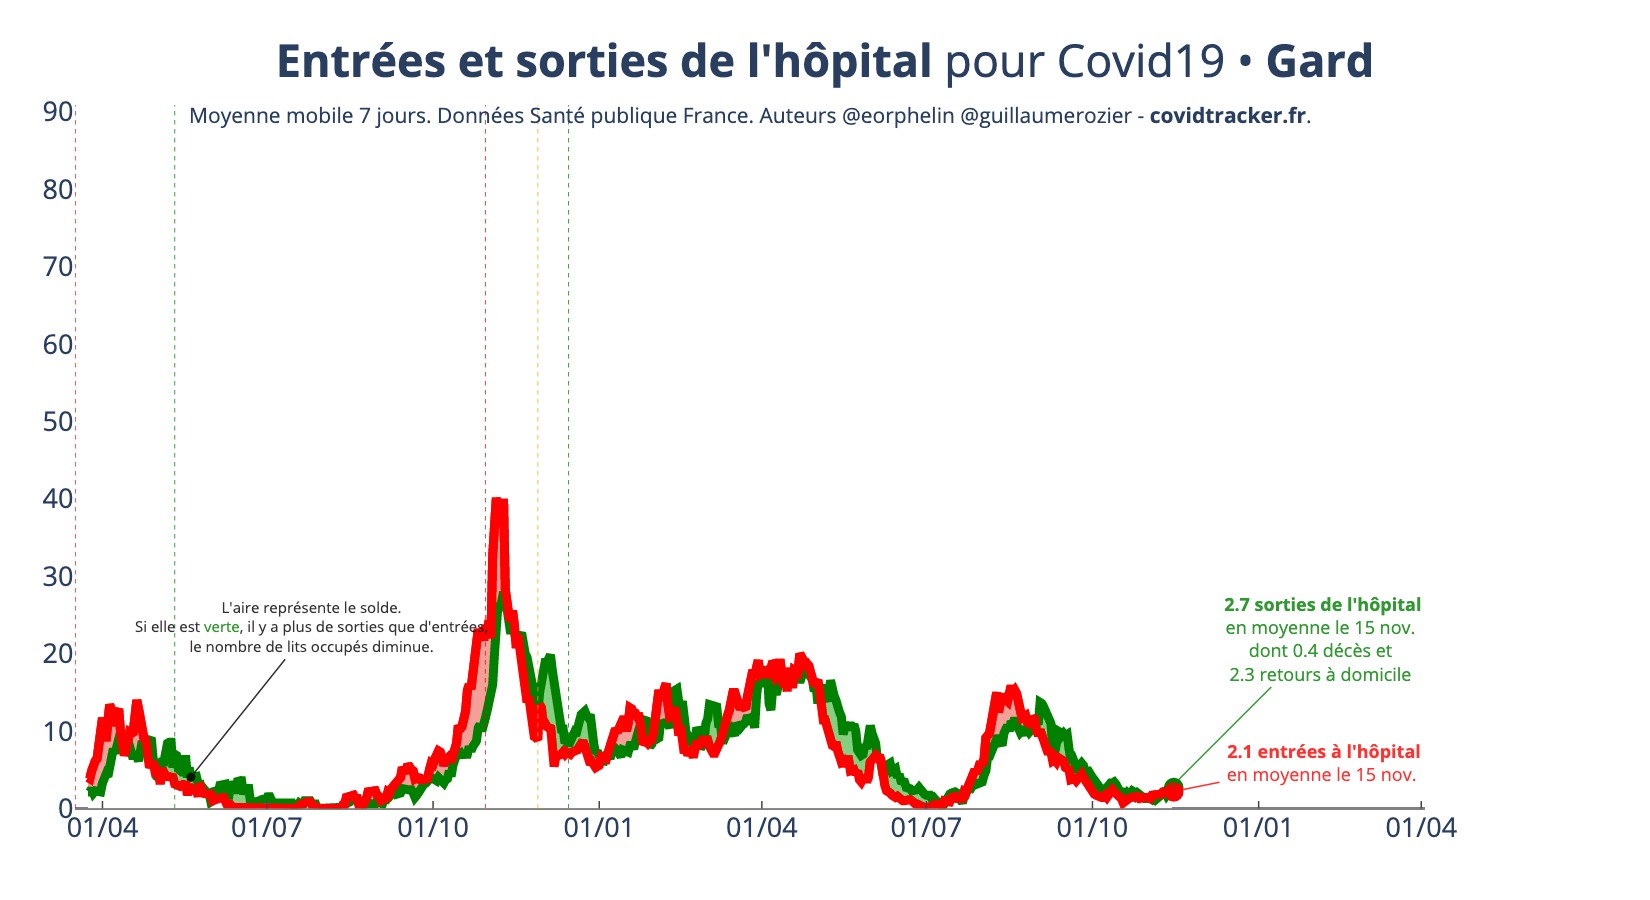 Entrées et sorties de l'hôpital pour Covid19 • Gard
Moyenne mobile 7 jours. Données Santé publique France. Auteurs @eorphelin @guillaumerozier - covidtracker.fr.
90
80
70
60
50
40
30
20
10
0
L'aire représente le solde.
Si elle est verte, il y a plus de sorties que d'entrées,
le nombre de lits occupés diminue.
2.7 sorties de l'hôpital
en moyenne le 15 nov.
dont 0.4 décès et
2.3 retours à domicile
2.1 entrées à l'hôpital
en moyenne le 15 nov.
01/04 01/07 01/10 01/01 01/04 01/07 01/10 01/01 01/04